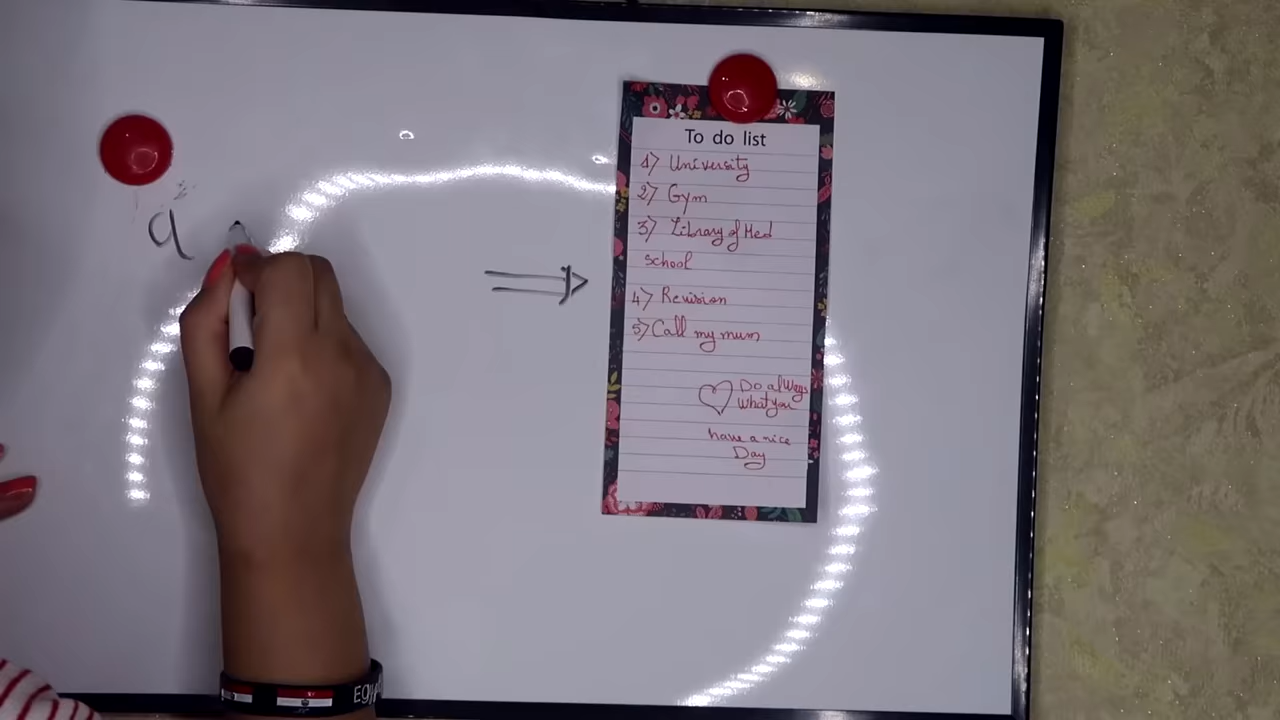 a
To do list
1) University
2) Gym
3) Library of Med
school
4) Revision
5) Call my mum
Do always
what you
have a nice
Day
Egypt